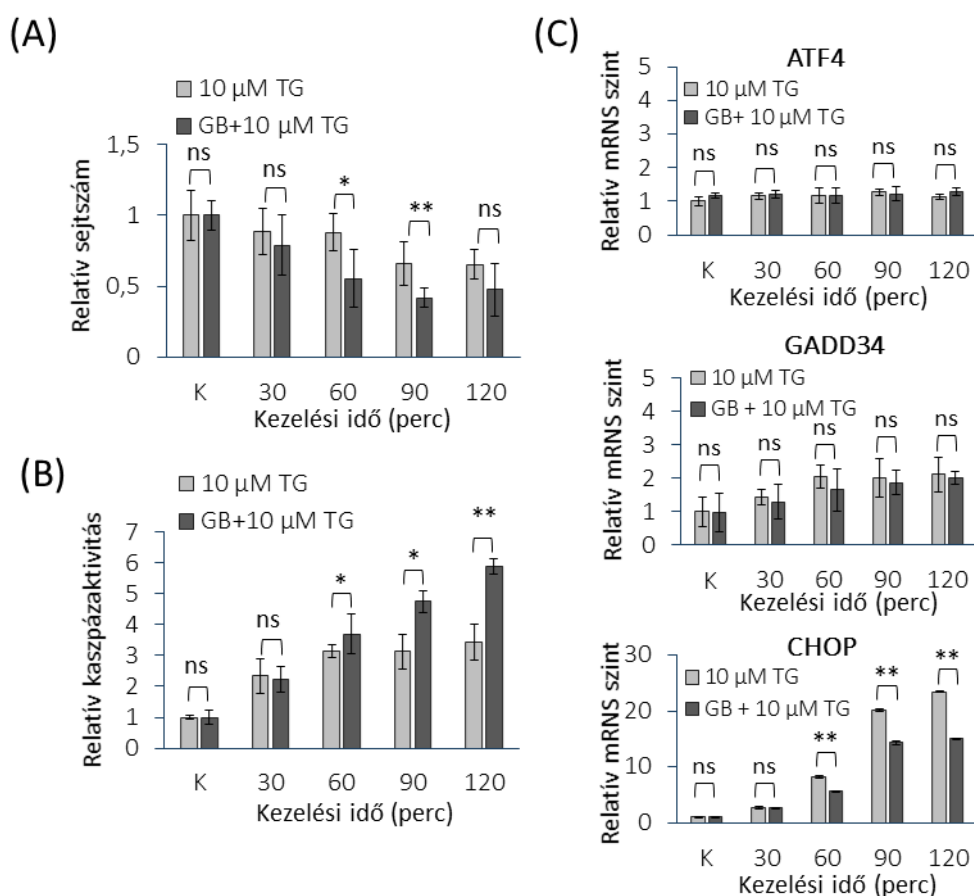 (A)
10 µM TG
GB+10 µM TG
Relatív sejtszám
1,5
1
0,5
0
ns
ns
*
**
ns
K 30 60 90 120
Kezelési idő (perc)
(B)
10 µM TG
GB+10 µM TG
Relatív kaszpázaktivitás
7
6
5
4
3
2
1
0
ns
ns
*
*
**
K 30 60 90 120
Kezelési idő (perc)
(C)
ATF4
10 µM TG
GB+ 10 µM TG
Relatív mRNS szint
5
4
3
2
1
0
ns
ns
ns
ns
ns
K 30 60 90 120
Kezelési idő (perc)
GADD34
10 µM TG
GB + 10 µM TG
Relatív mRNS szint
5
4
3
2
1
0
ns
ns
ns
ns
ns
K 30 60 90 120
Kezelési idő (perc)
CHOP
10 µM TG
GB + 10 µM TG
Relatív mRNS szint
30
20
10
0
ns
ns
**
**
**
K 30 60 90 120
Kezelési idő (perc)